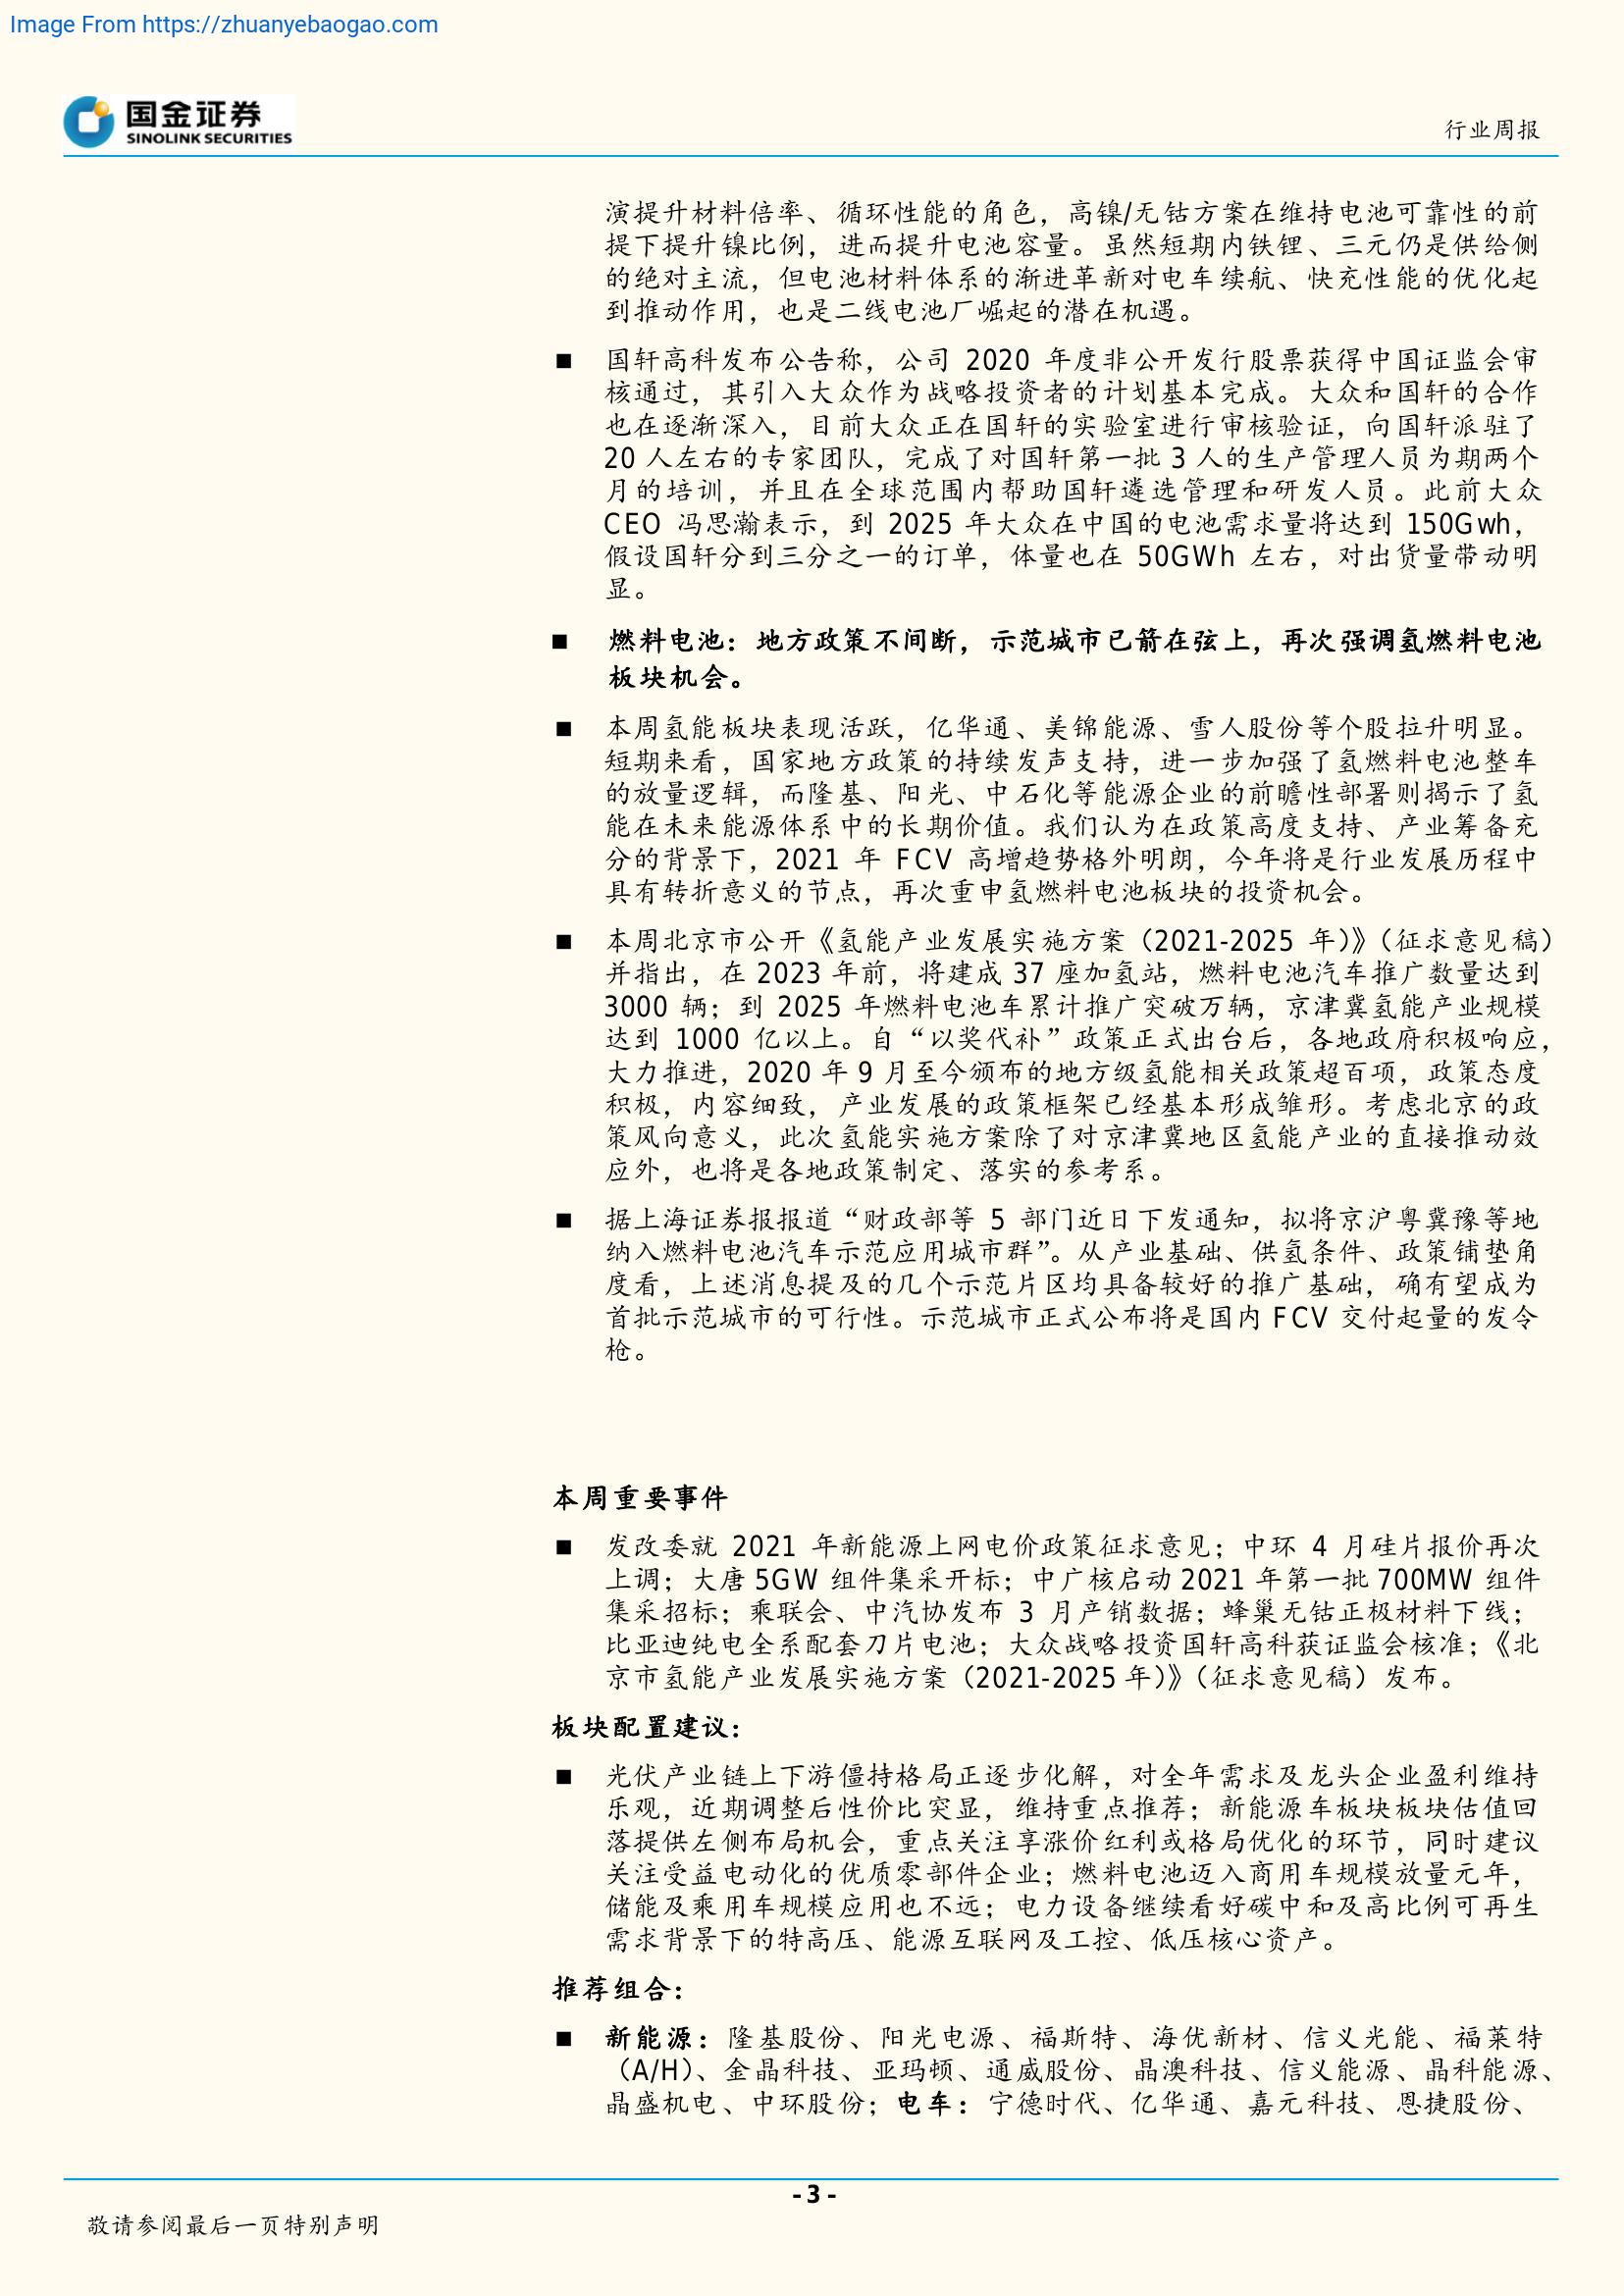 Image From https://zhuanyebaogao.com
国金证券
SINOLINK SECURITIES
行业周报
演提升材料倍率、循环性能的角色，高镍/无钴方案在维持电池可靠性的前
提下提升镍比例，进而提升电池容量。虽然短期内铁锂、三元仍是供给侧
的绝对主流，但电池材料体系的渐进革新对电车续航、快充性能的优化起
到推动作用，也是二线电池厂崛起的潜在机遇。
■ 国轩高科发布公告称，公司 2020 年度非公开发行股票获得中国证监会审
核通过，其引入大众作为战略投资者的计划基本完成。大众和国轩的合作
也在逐渐深入，目前大众正在国轩的实验室进行审核验证，向国轩派驻了
20 人左右的专家团队，完成了对国轩第一批 3 人的生产管理人员为期两个
月的培训，并且在全球范围内帮助国轩遴选管理和研发人员。此前大众
CEO 冯思瀚表示，到 2025 年大众在中国的电池需求量将达到 150Gwh，
假设国轩分到三分之一的订单，体量也在 50GWh 左右，对出货量带动明
显。
■ 燃料电池：地方政策不间断，示范城市已箭在弦上，再次强调氢燃料电池
板块机会。
■ 本周氢能板块表现活跃，亿华通、美锦能源、雪人股份等个股拉升明显。
短期来看，国家地方政策的持续发声支持，进一步加强了氢燃料电池整车
的放量逻辑，而隆基、阳光、中石化等能源企业的前瞻性部署则揭示了氢
能在未来能源体系中的长期价值。我们认为在政策高度支持、产业筹备充
分的背景下，2021 年 FCV 高增趋势格外明朗，今年将是行业发展历程中
具有转折意义的节点，再次重申氢燃料电池板块的投资机会。
■ 本周北京市公开《氢能产业发展实施方案（2021-2025 年）》（征求意见稿）
并指出，在 2023 年前，将建成 37 座加氢站，燃料电池汽车推广数量达到
3000 辆；到 2025 年燃料电池车累计推广突破万辆，京津冀氢能产业规模
达到 1000 亿以上。自“以奖代补”政策正式出台后，各地政府积极响应，
大力推进，2020 年 9 月至今颁布的地方级氢能相关政策超百项，政策态度
积极，内容细致，产业发展的政策框架已经基本形成雏形。考虑北京的政
策风向意义，此次氢能实施方案除了对京津冀地区氢能产业的直接推动效
应外，也将是各地政策制定、落实的参考系。
■ 据上海证券报报道“财政部等 5 部门近日下发通知，拟将京沪粤冀豫等地
纳入燃料电池汽车示范应用城市群”。从产业基础、供氢条件、政策铺垫角
度看，上述消息提及的几个示范片区均具备较好的推广基础，确有望成为
首批示范城市的可行性。示范城市正式公布将是国内 FCV 交付起量的发令
枪。
本周重要事件
■ 发改委就 2021 年新能源上网电价政策征求意见；中环 4 月硅片报价再次
上调；大唐 5GW 组件集采开标；中广核启动 2021 年第一批 700MW 组件
集采招标；乘联会、中汽协发布 3 月产销数据；蜂巢无钴正极材料下线；
比亚迪纯电全系配套刀片电池；大众战略投资国轩高科获证监会核准；《北
京市氢能产业发展实施方案（2021-2025 年）》（征求意见稿）发布。
板块配置建议：
■ 光伏产业链上下游僵持格局正逐步化解，对全年需求及龙头企业盈利维持
乐观，近期调整后性价比突显，维持重点推荐；新能源车板块板块估值回
落提供左侧布局机会，重点关注享涨价红利或格局优化的环节，同时建议
关注受益电动化的优质零部件企业；燃料电池迈入商用车规模放量元年，
储能及乘用车规模应用也不远；电力设备继续看好碳中和及高比例可再生
需求背景下的特高压、能源互联网及工控、低压核心资产。
推荐组合：
■ 新能源：隆基股份、阳光电源、福斯特、海优新材、信义光能、福莱特
（A/H）、金晶科技、亚玛顿、通威股份、晶澳科技、信义能源、晶科能源、
晶盛机电、中环股份；电车：宁德时代、亿华通、嘉元科技、恩捷股份、
- 3 -
敬请参阅最后一页特别声明